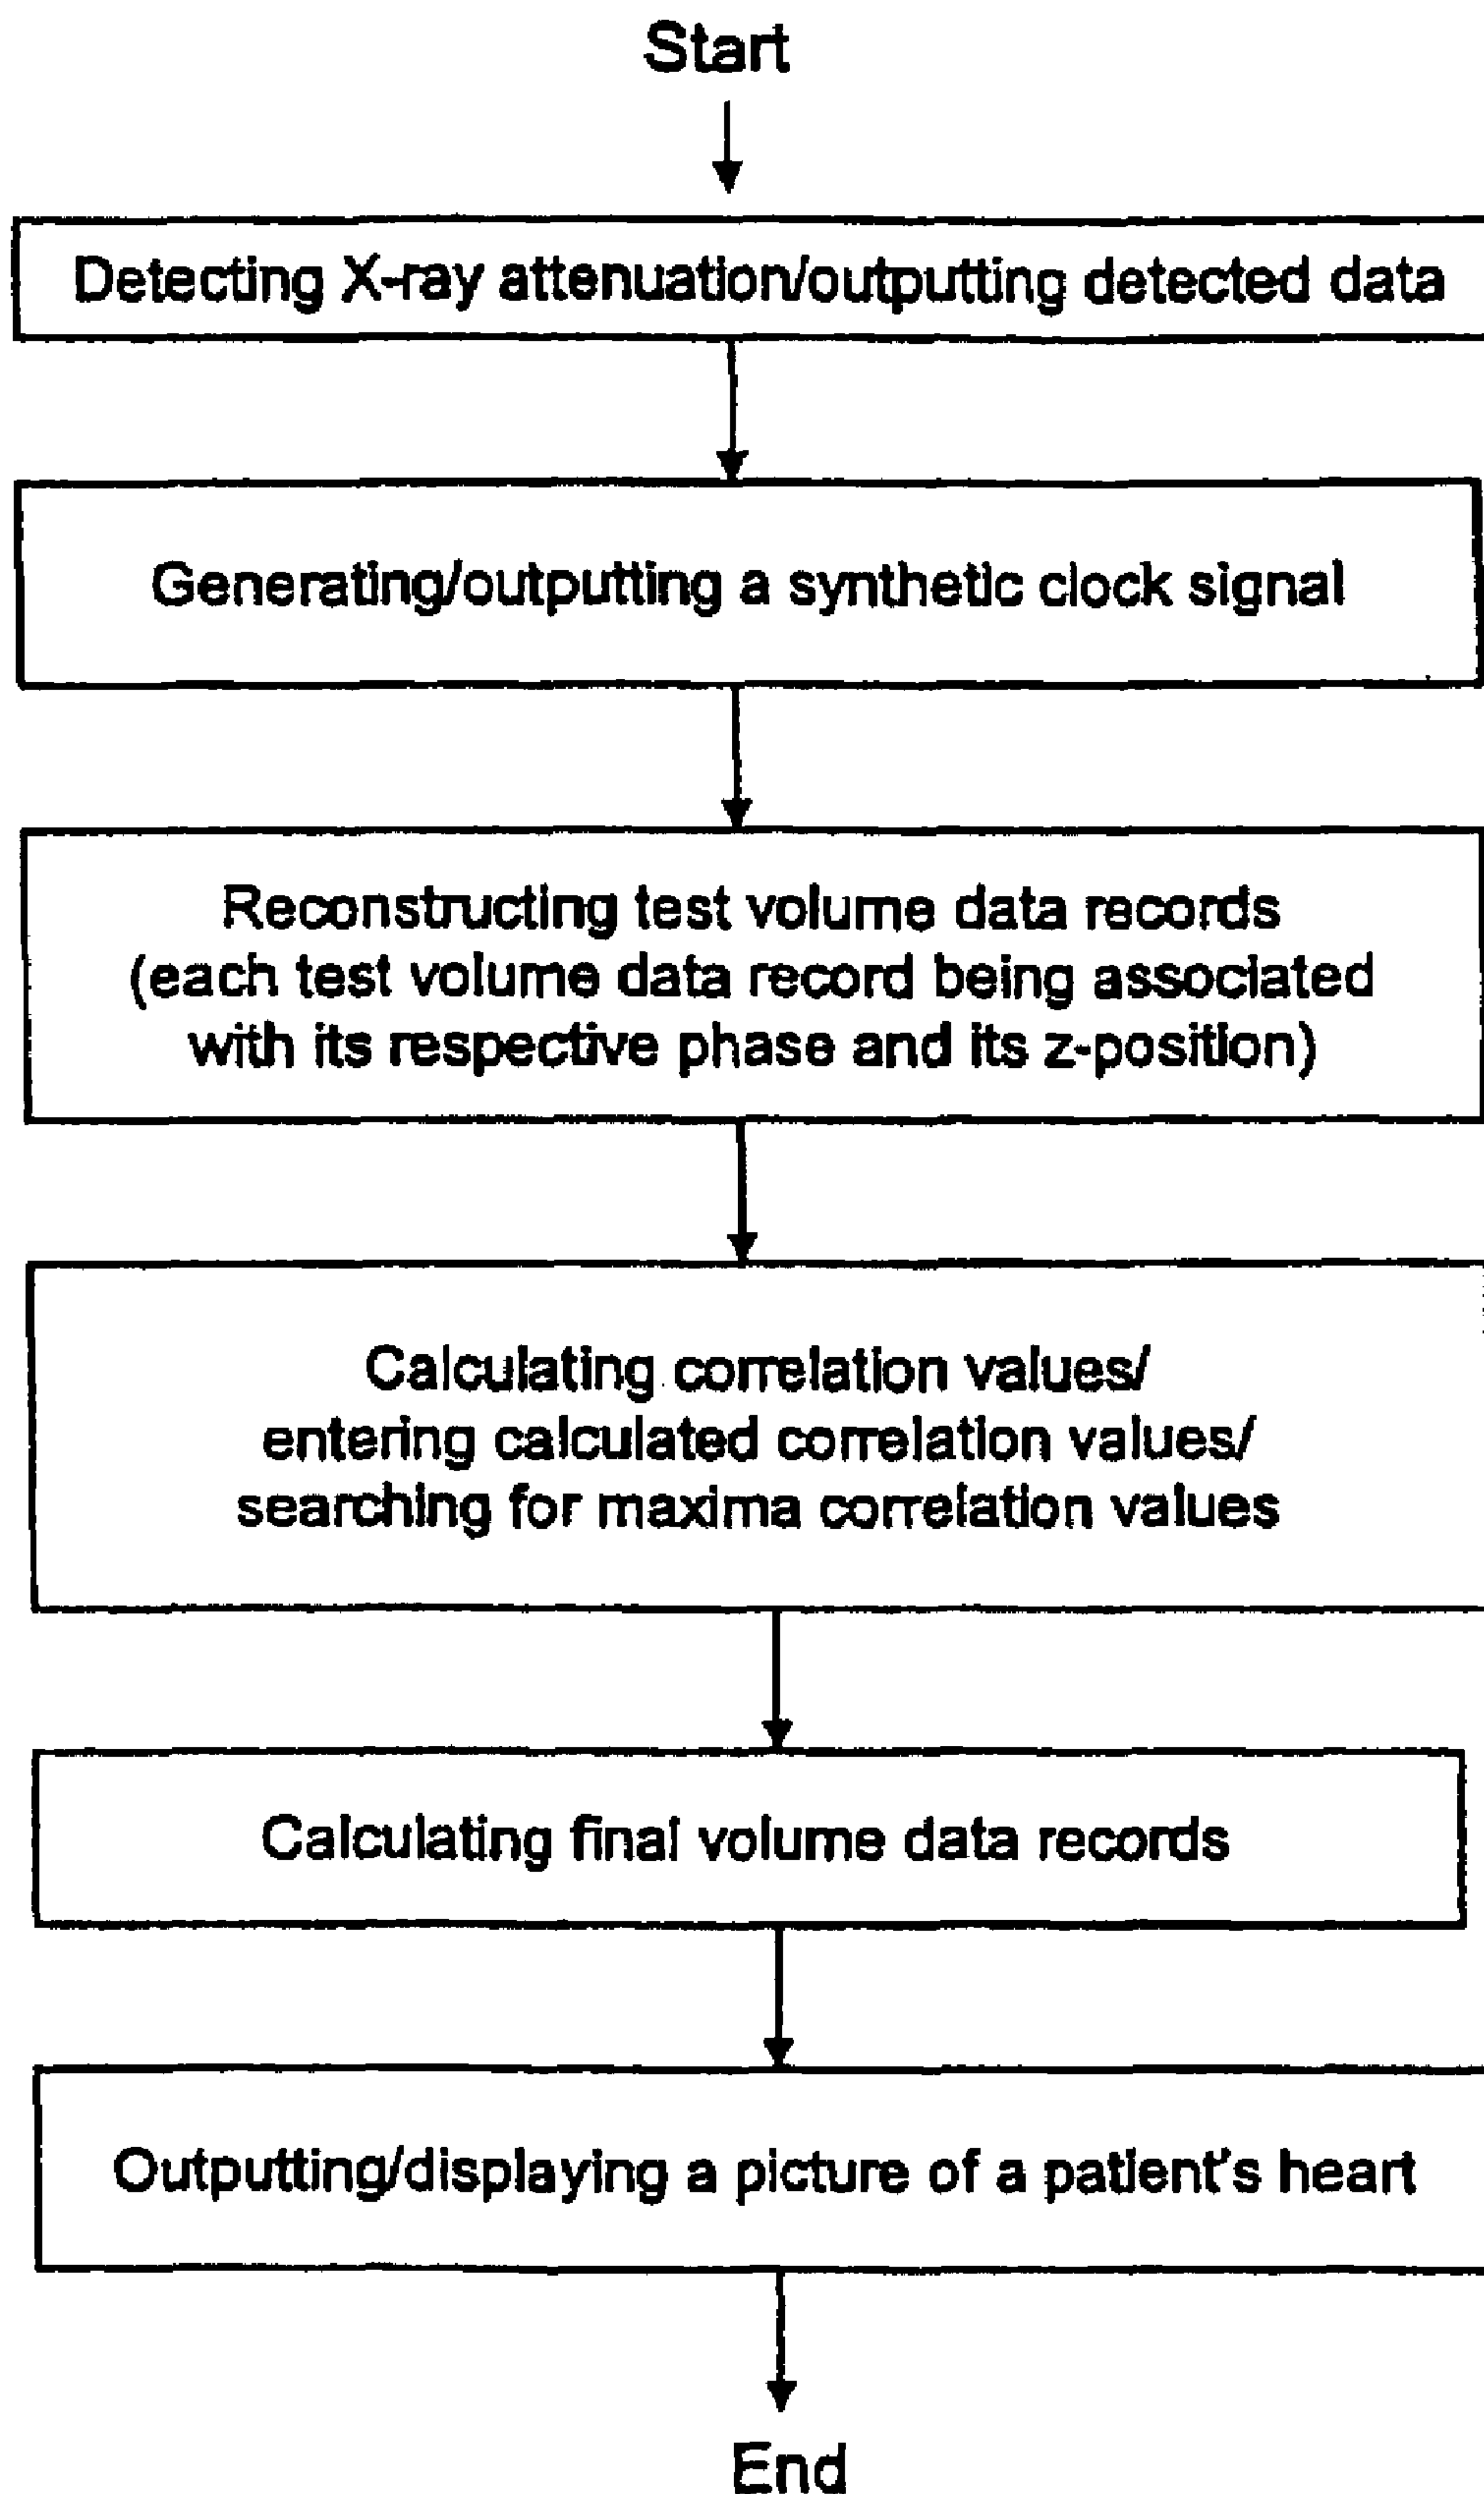 Start
Detecting X-ray attenuation/outputting detected data
Generating/outputting a synthetic clock signal
Reconstructing test volume data records
(each test volume data record being associated
with its respective phase and its z-position)
Calculating correlation values/
entering calculated correlation values/
searching for maxima correlation values
Calculating final volume data records
Outputting/displaying a picture of a patient's heart
End